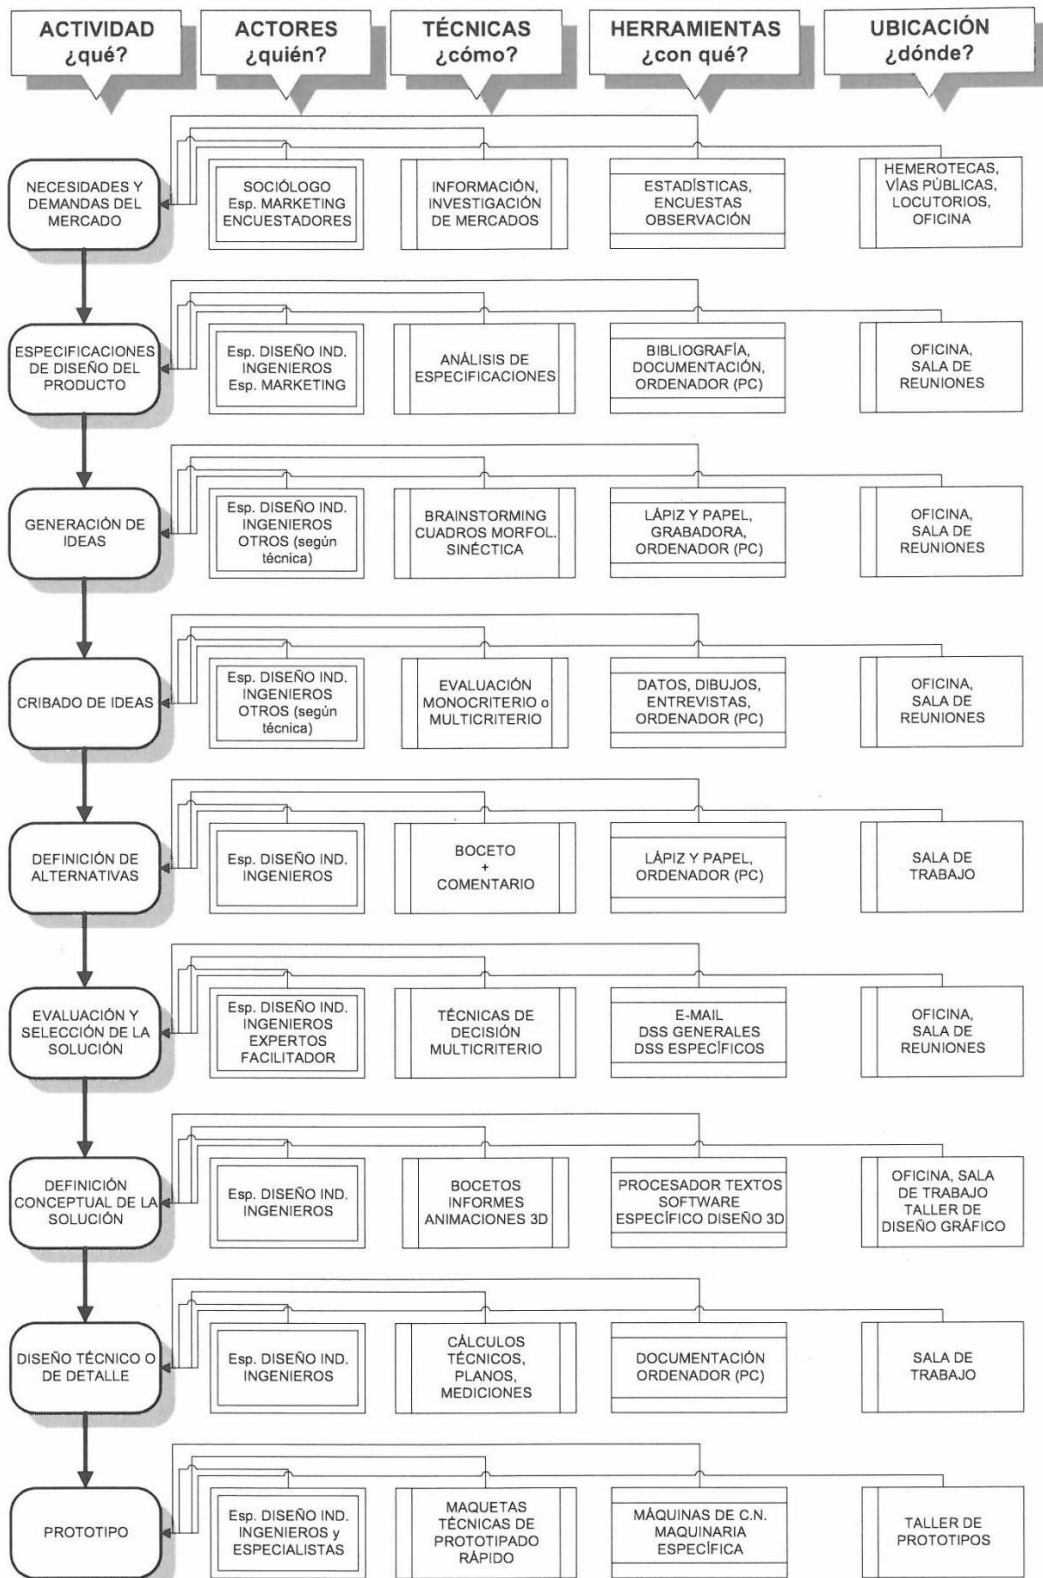 ACTIVIDAD
¿qué?
ACTORES
¿quién?
TÉCNICAS
¿cómo?
HERRAMIENTAS
¿con qué?
UBICACIÓN
¿dónde?
NECESIDADES Y
DEMANDAS DEL
MERCADO
SOCIÓLOGO
Esp. MARKETING
ENCUESTADORES
INFORMACIÓN,
INVESTIGACIÓN
DE MERCADOS
ESTADÍSTICAS,
ENCUESTAS
OBSERVACIÓN
HEMEROTECAS,
VÍAS PÚBLICAS,
LOCUTORIOS,
OFICINA
ESPECIFICACIONES
DE DISEÑO DEL
PRODUCTO
Esp. DISEÑO IND.
INGENIEROS
Esp. MARKETING
ANÁLISIS DE
ESPECIFICACIONES
BIBLIOGRAFÍA,
DOCUMENTACIÓN,
ORDENADOR (PC)
OFICINA,
SALA DE
REUNIONES
GENERACIÓN DE
IDEAS
Esp. DISEÑO IND.
INGENIEROS
OTROS (según
técnica)
BRAINSTORMING
CUADROS MORFOL.
SINÉCTICA
LÁPIZ Y PAPEL,
GRABADORA,
ORDENADOR (PC)
OFICINA,
SALA DE
REUNIONES
CRIBADO DE IDEAS
Esp. DISEÑO IND.
INGENIEROS
OTROS (según
técnica)
EVALUACIÓN
MONOCRITERIO o
MULTICRITERIO
DATOS, DIBUJOS,
ENTREVISTAS,
ORDENADOR (PC)
OFICINA,
SALA DE
REUNIONES
DEFINICIÓN DE
ALTERNATIVAS
Esp. DISEÑO IND.
INGENIEROS
BOCETO
+
COMENTARIO
LÁPIZ Y PAPEL,
ORDENADOR (PC)
SALA DE
TRABAJO
EVALUACIÓN Y
SELECCIÓN DE LA
SOLUCIÓN
Esp. DISEÑO IND.
INGENIEROS
EXPERTOS
FACILITADOR
TÉCNICAS DE
DECISIÓN
MULTICRITERIO
E-MAIL
DSS GENERALES
DSS ESPECÍFICOS
OFICINA,
SALA DE
REUNIONES
DEFINICIÓN
CONCEPTUAL DE LA
SOLUCIÓN
Esp. DISEÑO IND.
INGENIEROS
BOCETOS
INFORMES
ANIMACIONES 3D
PROCESADOR TEXTOS
SOFTWARE
ESPECÍFICO DISEÑO 3D
OFICINA, SALA
DE TRABAJO
TALLER DE
DISEÑO GRÁFICO
DISEÑO TÉCNICO O
DE DETALLE
Esp. DISEÑO IND.
INGENIEROS
CÁLCULOS
TÉCNICOS,
PLANOS,
MEDICIONES
DOCUMENTACIÓN
ORDENADOR (PC)
SALA DE
TRABAJO
PROTOTIPO
Esp. DISEÑO IND.
INGENIEROS y
ESPECIALISTAS
MAQUETAS
TÉCNICAS DE
PROTOTIPADO
RÁPIDO
MÁQUINAS DE C.N.
MAQUINARIA
ESPECÍFICA
TALLER DE
PROTOTIPOS